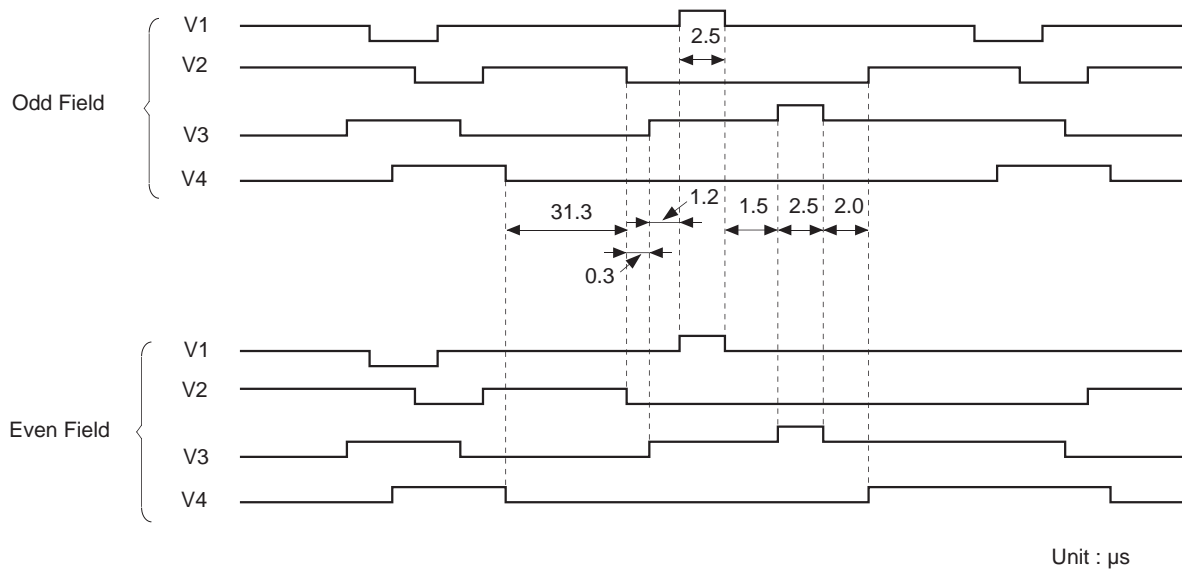 V1
2.5
V2
Odd Field
V3
V4
1.2
31.3
1.5
2.5
2.0
0.3
V1
V2
Even Field
V3
V4
Unit : µs